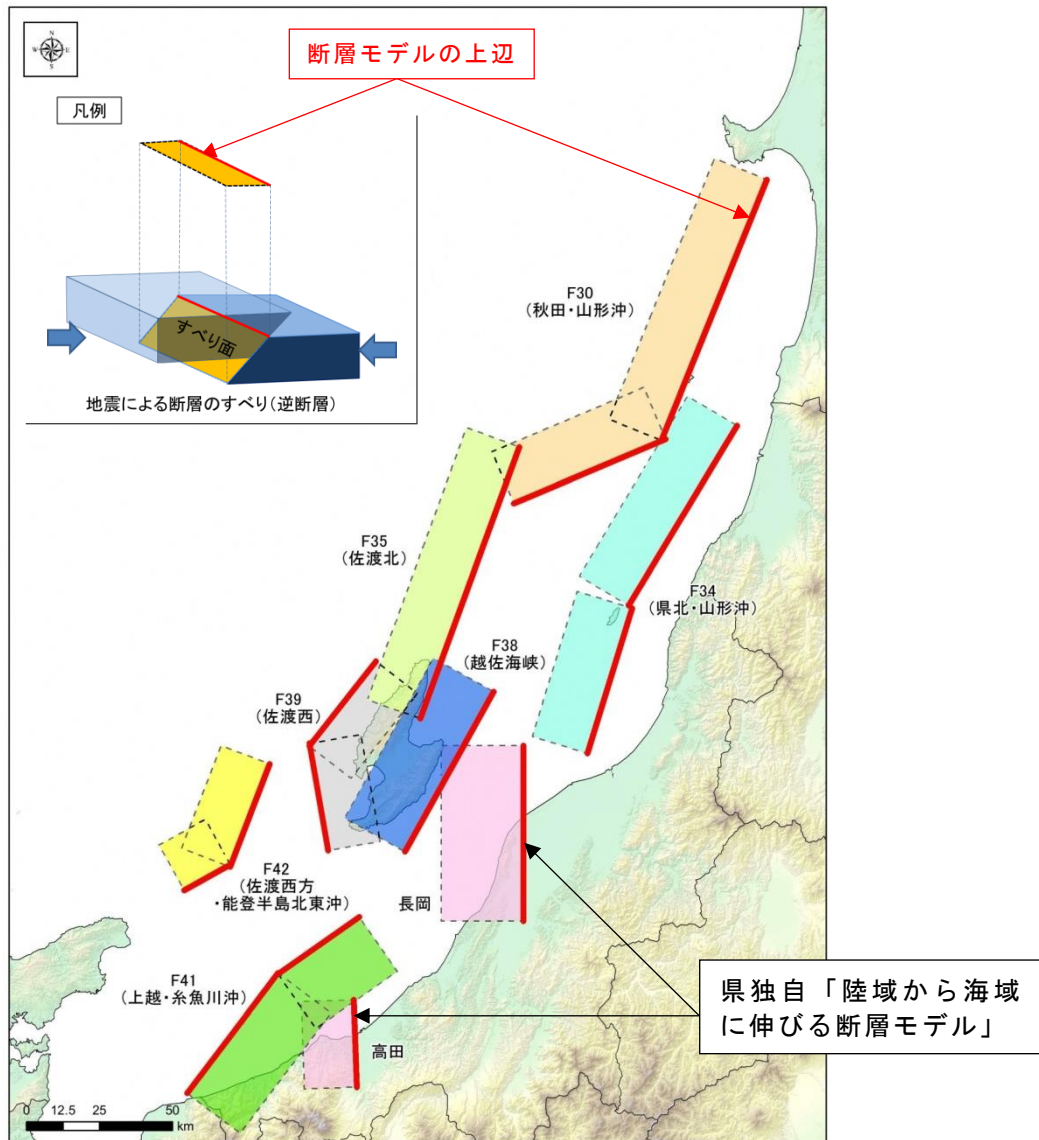 N
W
E
S
断層モデルの上辺
凡例
すべり面
地震による断層のすべり(逆断層)
F30
(秋田・山形沖)
F35
(佐渡北)
F34
(県北・山形沖)
F38
(越佐海峡)
F39
(佐渡西)
F42
(佐渡西方
・能登半島北東沖)
長岡
F41
(上越・糸魚川沖)
高田
県独自「陸域から海域
に伸びる断層モデル」
0 12.5 25 50
km